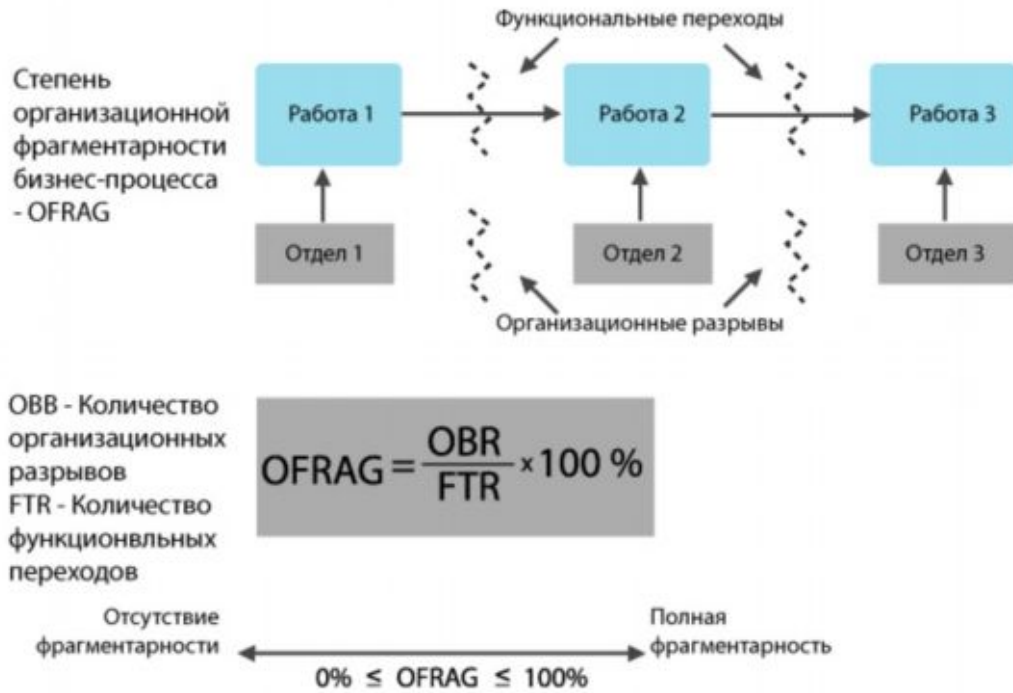 Функциональные переходы
Степень
организационной
фрагментарности
бизнес-процесса
- OFRAG
Работа 1
Работа 2
Работа 3
Отдел 1
Отдел 2
Отдел 3
Организационные разрывы
OBB - Количество
организационных
разрывов
FTR - Количество
функционвльных
переходов
OFRAG = OBR / FTR × 100 %
Отсутствие
фрагментарности
Полная
фрагментарность
0% ≤ OFRAG ≤ 100%